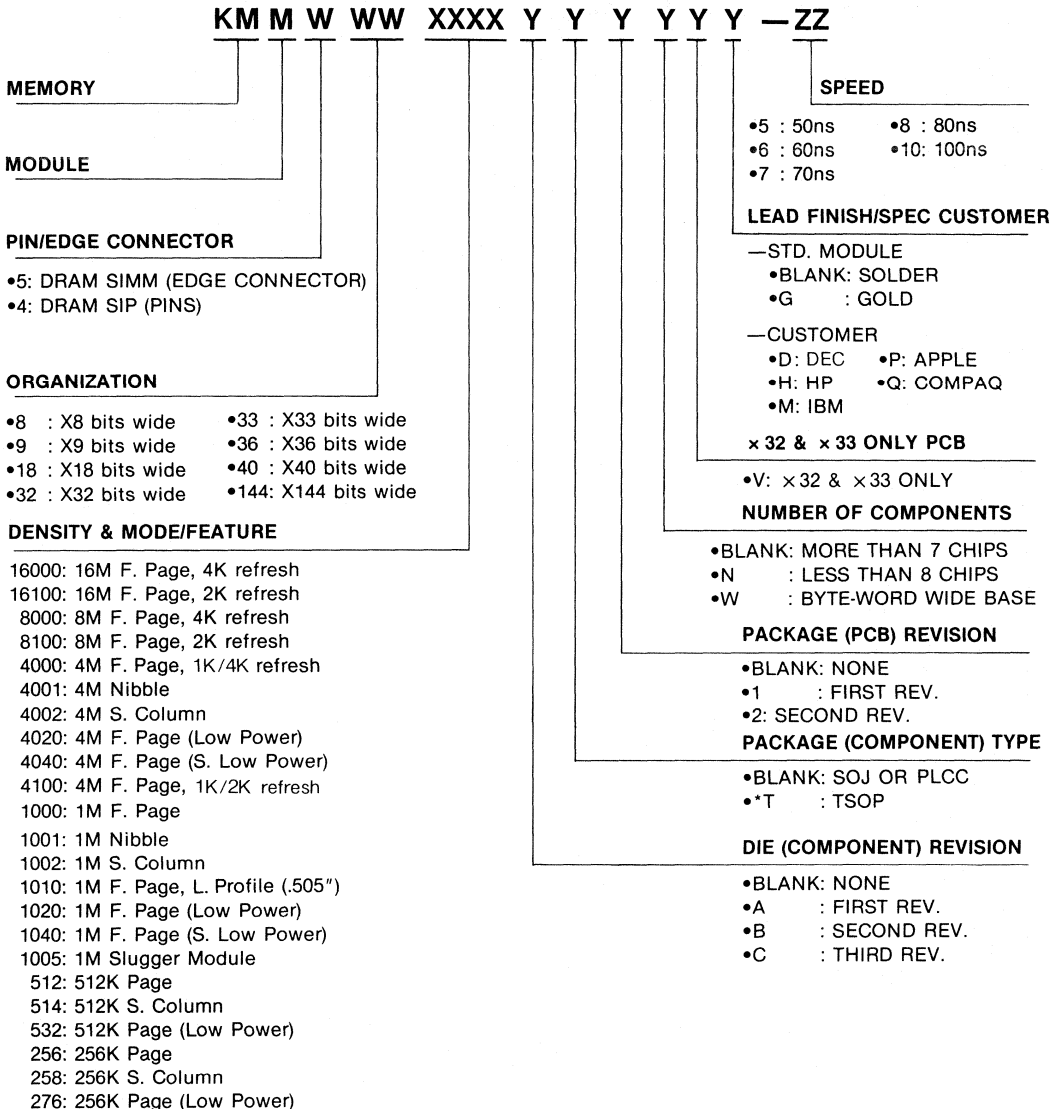 KM M W WW XXXX Y Y Y Y Y Y — ZZ
MEMORY
MODULE
PIN/EDGE CONNECTOR
•5: DRAM SIMM (EDGE CONNECTOR)
•4: DRAM SIP (PINS)
ORGANIZATION
•8 : X8 bits wide •33 : X33 bits wide
•9 : X9 bits wide •36 : X36 bits wide
•18 : X18 bits wide •40 : X40 bits wide
•32 : X32 bits wide •144: X144 bits wide
DENSITY & MODE/FEATURE
16000: 16M F. Page, 4K refresh
16100: 16M F. Page, 2K refresh
8000: 8M F. Page, 4K refresh
8100: 8M F. Page, 2K refresh
4000: 4M F. Page, 1K/4K refresh
4001: 4M Nibble
4002: 4M S. Column
4020: 4M F. Page (Low Power)
4040: 4M F. Page (S. Low Power)
4100: 4M F. Page, 1K/2K refresh
1000: 1M F. Page
1001: 1M Nibble
1002: 1M S. Column
1010: 1M F. Page, L. Profile (.505″)
1020: 1M F. Page (Low Power)
1040: 1M F. Page (S. Low Power)
1005: 1M Slugger Module
512: 512K Page
514: 512K S. Column
532: 512K Page (Low Power)
256: 256K Page
258: 256K S. Column
276: 256K Page (Low Power)
SPEED
•5 : 50ns •8 : 80ns
•6 : 60ns •10: 100ns
•7 : 70ns
LEAD FINISH/SPEC CUSTOMER
—STD. MODULE
•BLANK: SOLDER
•G : GOLD
—CUSTOMER
•D: DEC •P: APPLE
•H: HP •Q: COMPAQ
•M: IBM
× 32 & × 33 ONLY PCB
•V: ×32 & ×33 ONLY
NUMBER OF COMPONENTS
•BLANK: MORE THAN 7 CHIPS
•N : LESS THAN 8 CHIPS
•W : BYTE-WORD WIDE BASE
PACKAGE (PCB) REVISION
•BLANK: NONE
•1 : FIRST REV.
•2: SECOND REV.
PACKAGE (COMPONENT) TYPE
•BLANK: SOJ OR PLCC
•*T : TSOP
DIE (COMPONENT) REVISION
•BLANK: NONE
•A : FIRST REV.
•B : SECOND REV.
•C : THIRD REV.